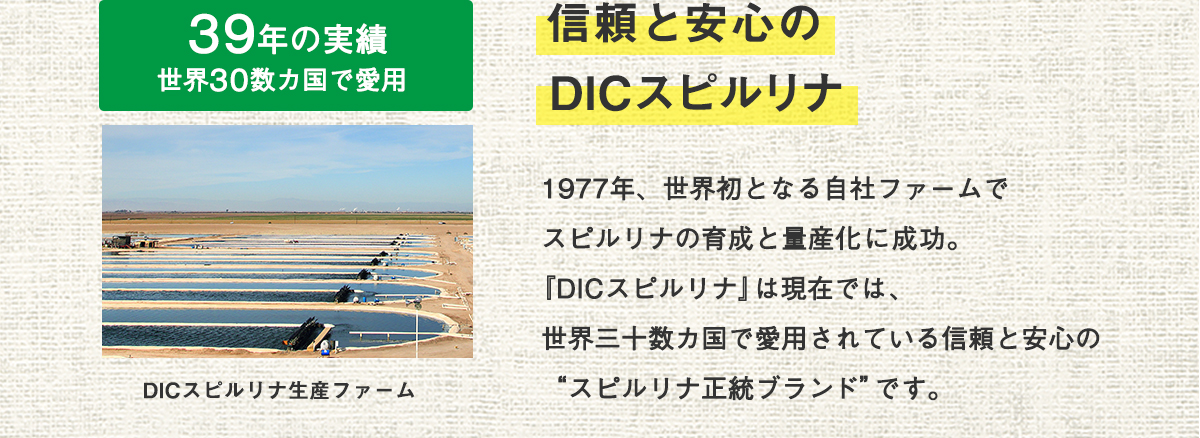 39年の実績
世界30数カ国で愛用
信頼と安心の
DICスピルリナ
1977年、世界初となる自社ファームで
スピルリナの育成と量産化に成功。
『DICスピルリナ』は現在では、
世界三十数カ国で愛用されている信頼と安心の
“スピルリナ正統ブランド”です。
DICスピルリナ生産ファーム